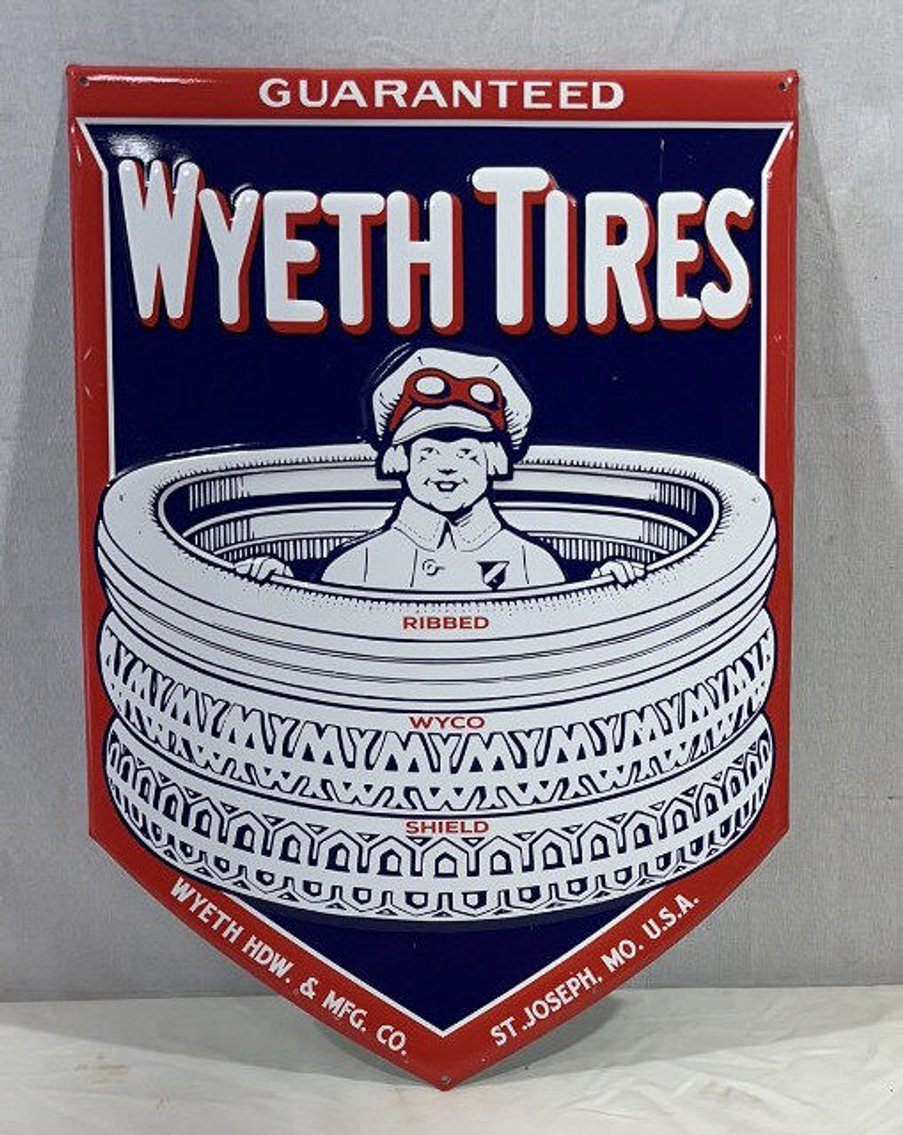 GUARANTEED
WYETH TIRES
RIBBED
WYCO
SHIELD
WYETH HDW. & MFG. CO.
ST. JOSEPH, MO. U.S.A.